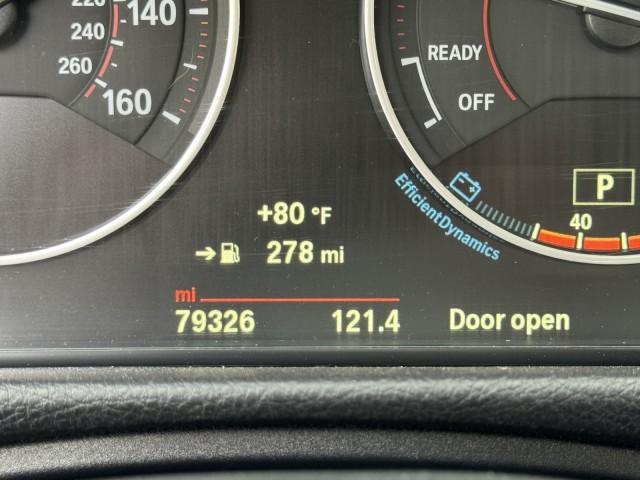 220
140
240
260
160
READY
OFF
P
EfficientDynamics
40
+80 °F
278 mi
mi
79326 121.4 Door open